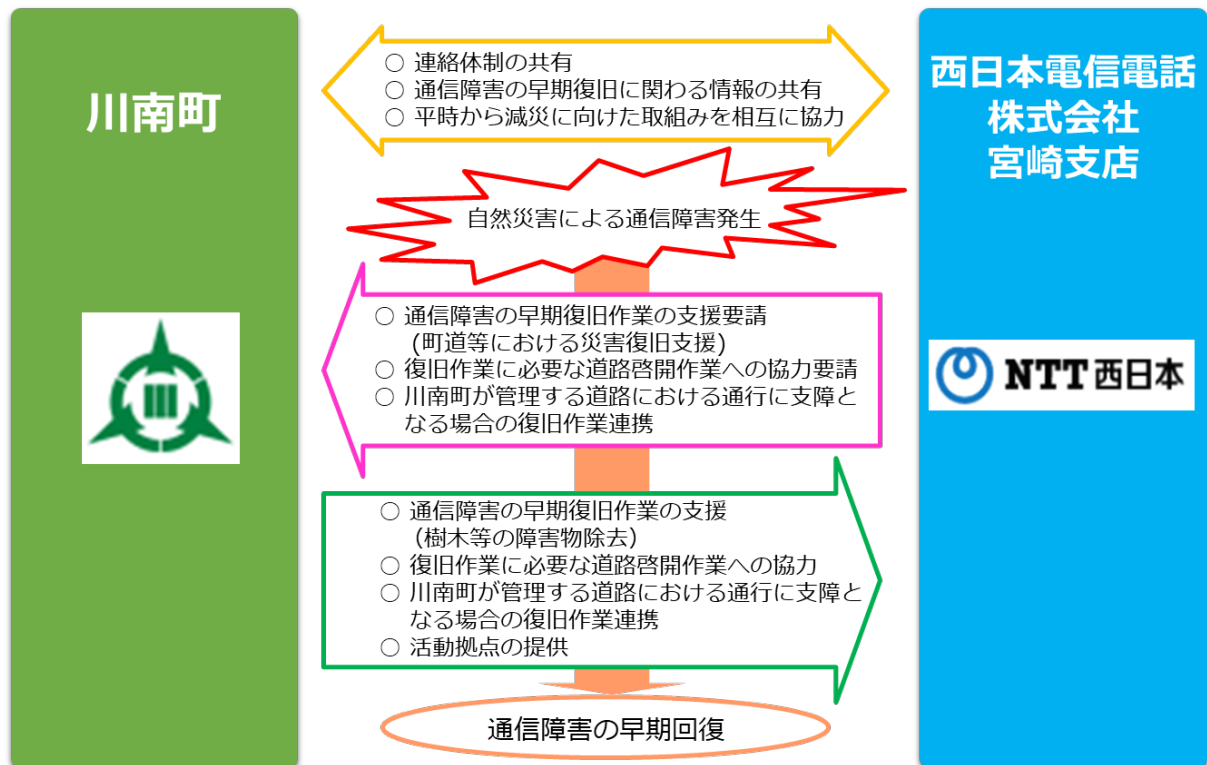 川南町
○ 連絡体制の共有
○ 通信障害の早期復旧に関わる情報の共有
○ 平時から減災に向けた取組みを相互に協力
西日本電信電話
株式会社
宮崎支店
自然災害による通信障害発生
○ 通信障害の早期復旧作業の支援要請
(町道等における災害復旧支援)
○ 復旧作業に必要な道路啓開作業への協力要請
○ 川南町が管理する道路における通行に支障と
なる場合の復旧作業連携
NTT西日本
○ 通信障害の早期復旧作業の支援
(樹木等の障害物除去)
○ 復旧作業に必要な道路啓開作業への協力
○ 川南町が管理する道路における通行に支障と
なる場合の復旧作業連携
○ 活動拠点の提供
通信障害の早期回復